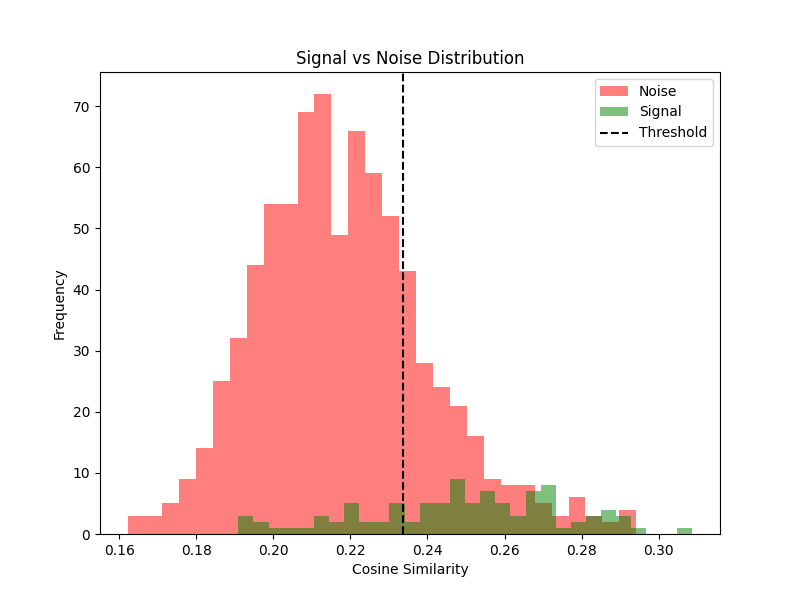 Signal vs Noise Distribution
Noise
Signal
Threshold
Frequency
70
60
50
40
30
20
10
0
0.16 0.18 0.20 0.22 0.24 0.26 0.28 0.30
Cosine Similarity